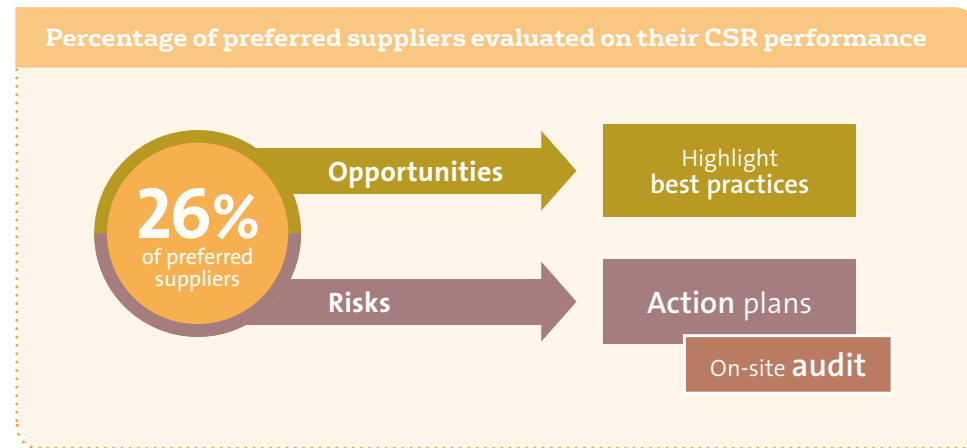 Percentage of preferred suppliers evaluated on their CSR performance
26%
of preferred
suppliers
Opportunities
Highlight
best practices
Risks
Action plans
On-site audit